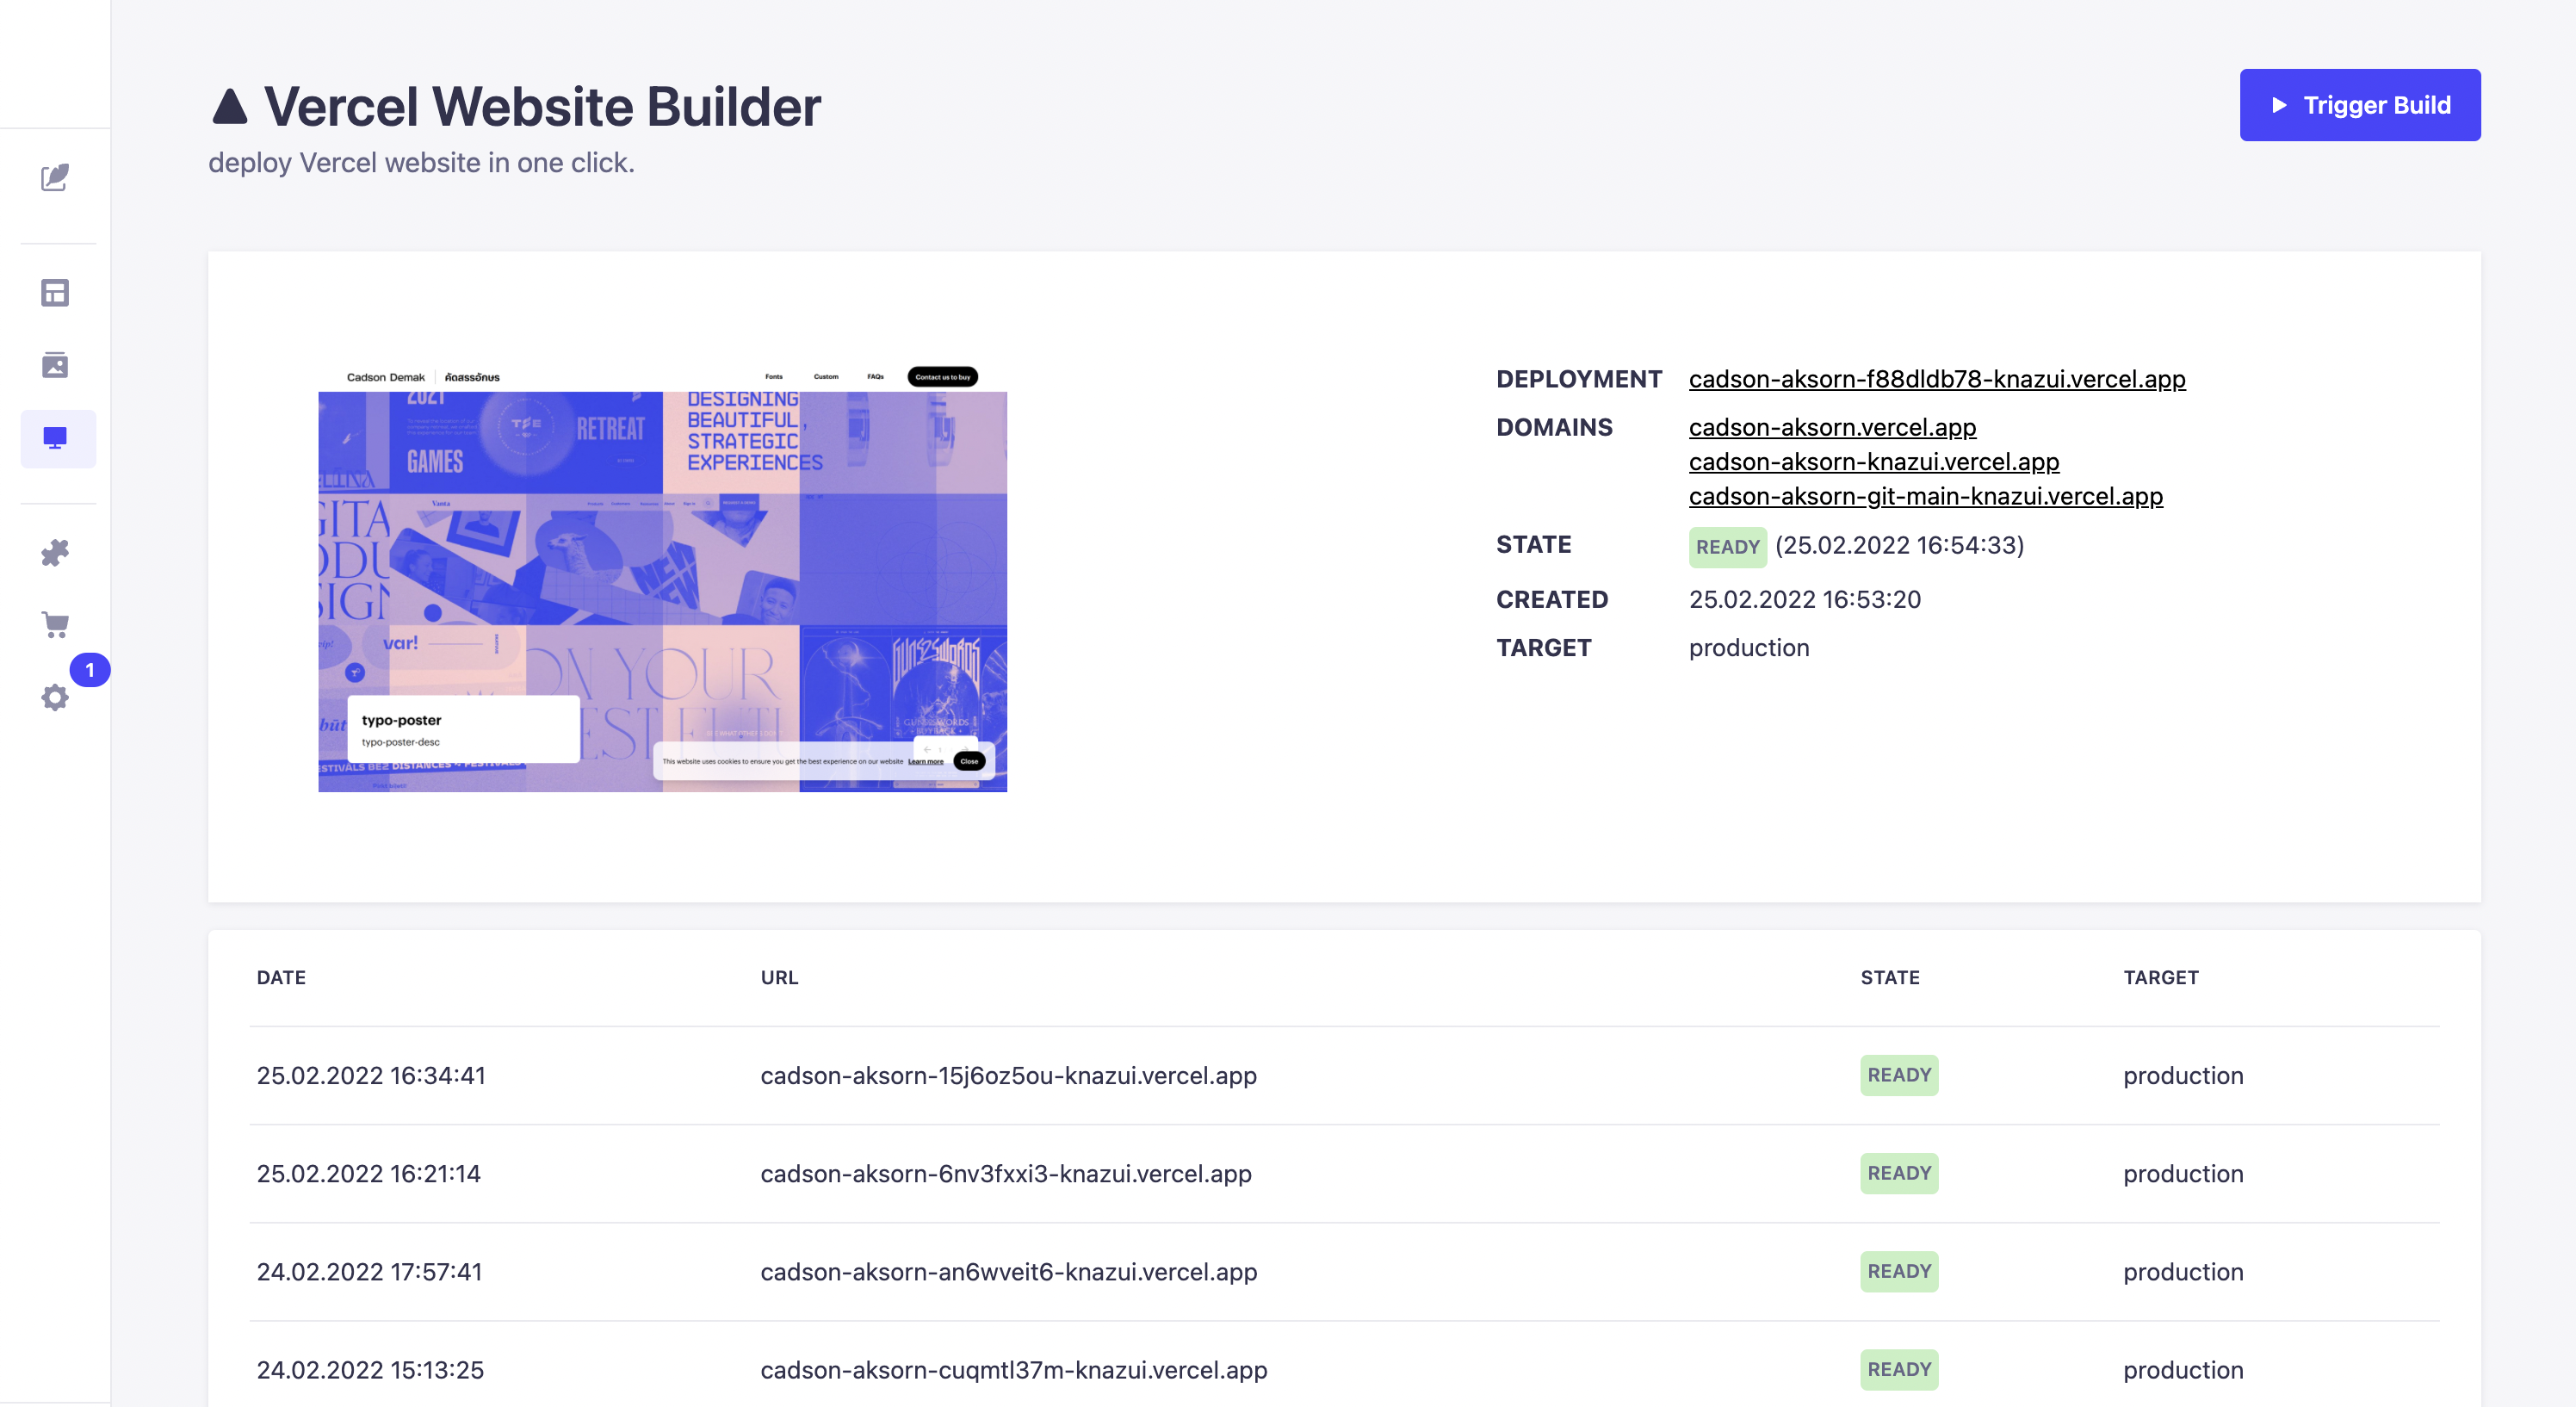 Vercel Website Builder
deploy Vercel website in one click.
Trigger Build
Cadson Demak
คัดสรรอักษร
Fonts
Custom
FAQs
Contact us to buy
2021
RETREAT
GAMES
DESIGNING
BEAUTIFUL,
STRATEGIC
EXPERIENCES
Vanta
var!
ON YOUR
typo-poster
typo-poster-desc
This website uses cookies to ensure you get the best experience on our website
Learn more
Close
DEPLOYMENT
cadson-aksorn-f88dldb78-knazui.vercel.app
DOMAINS
cadson-aksorn.vercel.app
cadson-aksorn-knazui.vercel.app
cadson-aksorn-git-main-knazui.vercel.app
STATE
READY (25.02.2022 16:54:33)
CREATED
25.02.2022 16:53:20
TARGET
production
1
DATE URL STATE TARGET
25.02.2022 16:34:41 cadson-aksorn-15j6oz5ou-knazui.vercel.app READY production
25.02.2022 16:21:14 cadson-aksorn-6nv3fxxi3-knazui.vercel.app READY production
24.02.2022 17:57:41 cadson-aksorn-an6wveit6-knazui.vercel.app READY production
24.02.2022 15:13:25 cadson-aksorn-cuqmtl37m-knazui.vercel.app READY production